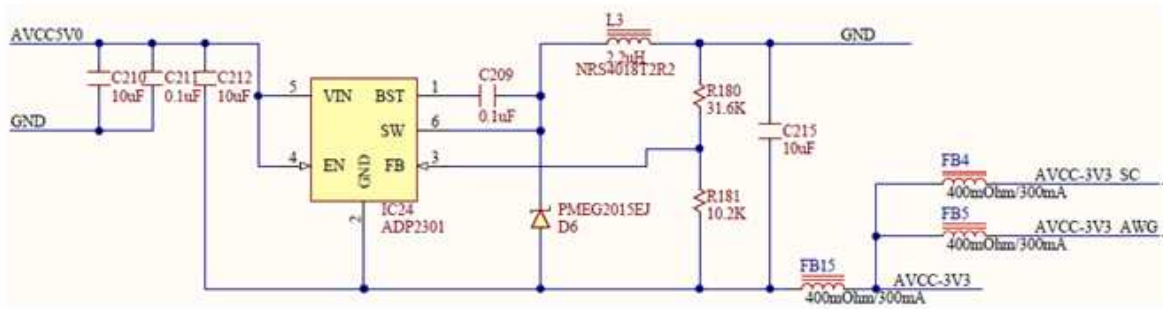 AVCC5V0
L3
GND
2.2uH
NRS4018T2R2
C210
10uF
C211
0.1uF
C212
10uF
C209
0.1uF
5
VIN
BST
1
SW
6
4
EN
GND
FB
3
2
IC24
ADP2301
GND
R180
31.6K
C215
10uF
R181
10.2K
PMEG2015EJ
D6
FB4
AVCC-3V3_SC
400mOhm/300mA
FB5
AVCC-3V3_AWG
400mOhm/300mA
FB15
AVCC-3V3
400mOhm/300mA